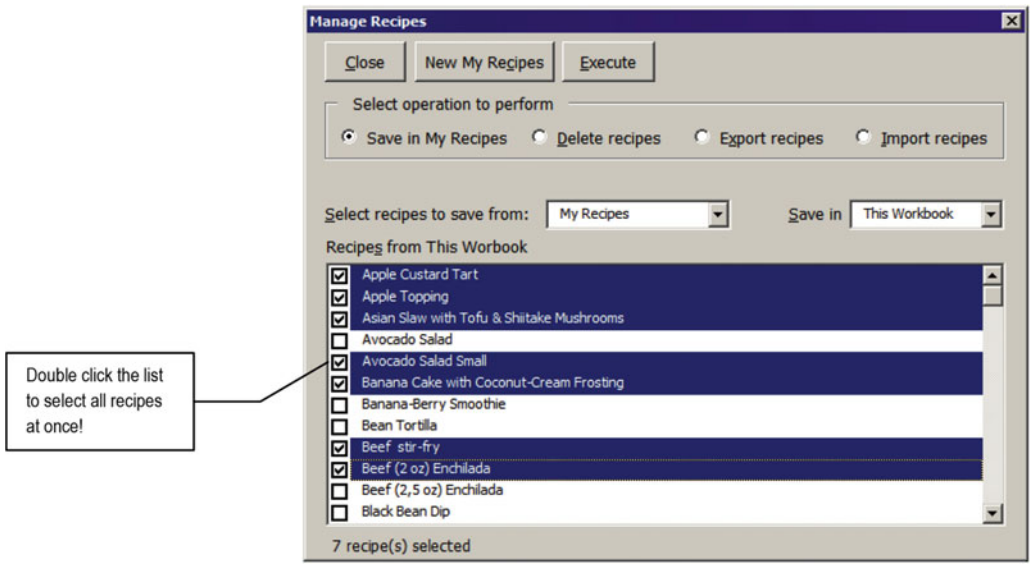 Manage Recipes
Close New My Recipes Execute
Select operation to perform
Save in My Recipes Delete recipes Export recipes Import recipes
Select recipes to save from: My Recipes Save in This Workbook
Recipes from This Worbook
Apple Custard Tart
Apple Topping
Asian Slaw with Tofu & Shiitake Mushrooms
Avocado Salad
Avocado Salad Small
Banana Cake with Coconut-Cream Frosting
Banana-Berry Smoothie
Bean Tortilla
Beef stir-fry
Beef (2 oz) Enchilada
Beef (2,5 oz) Enchilada
Black Bean Dip
7 recipe(s) selected
Double click the list
to select all recipes
at once!